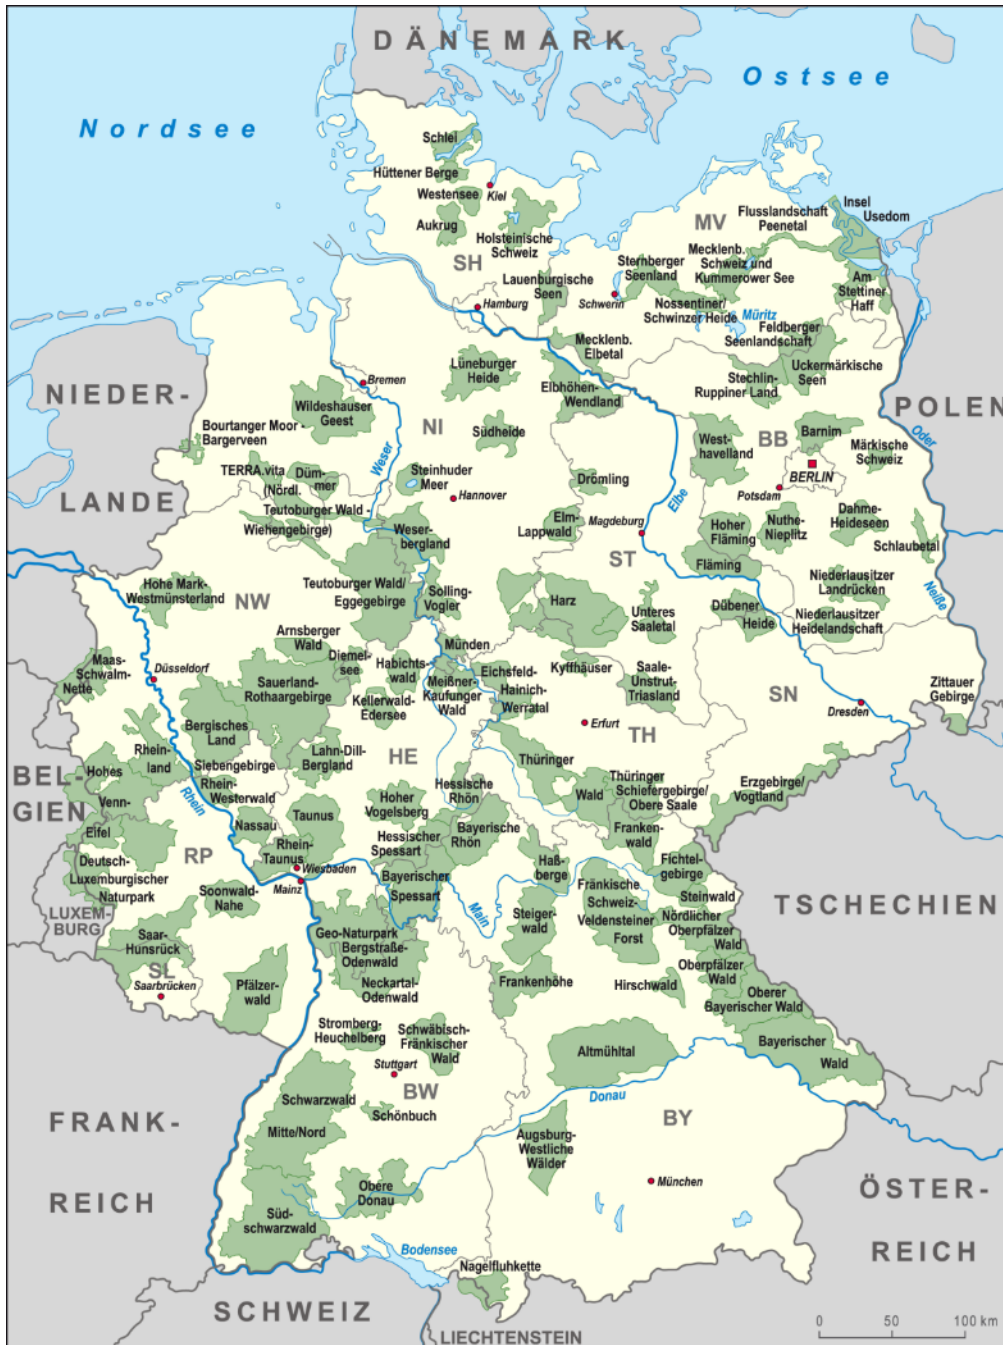 DÄNEMARK
Ostsee
Nordsee
Schlei
Hüttener Berge
Westensee
Kiel
Aukrug
Holsteinische
Schweiz
SH
Insel
Usedom
Flusslandschaft
Peenetal
MV
Mecklenb.
Schweiz und
Kummerower See
Sternberger
Seenland
Am
Stettiner
Haff
Lauenburgische
Seen
Schwerin
Nossentiner/
Schwinzer Heide
Müritz
Hamburg
Feldberger
Seenlandschaft
Mecklenb.
Elbetal
Uckermärkische
Seen
Lüneburger
Heide
Elbhöhen-
Wendland
Stechlin-
Ruppiner Land
NIEDER-
Bremen
POLEN
Wildeshauser
Geest
Bourtanger Moor -
Bargerveen
NI
Südheide
Weser
West-
havelland
BB
Barnim
Oder
Märkische
Schweiz
BERLIN
Potsdam
TERRA.vita
(Nördl.
Teutoburger Wald -
Wiehengebirge)
Düm-
mer
Steinhuder
Meer
Hannover
Drömling
Elbe
LANDE
Elm-
Lappwald
Magdeburg
Hoher
Fläming
Nuthe-
Nieplitz
Dahme-
Heideseen
Schlaubetal
Weser-
bergland
ST
Fläming
Hohe Mark-
Westmünsterland
NW
Teutoburger Wald/
Eggegebirge
Solling-
Vogler
Harz
Unteres
Saaletal
Dübener
Heide
Niederlausitzer
Landrücken
Niederlausitzer
Heidelandschaft
Neiße
Arnsberger
Wald
Diemel-
see
Habichts-
wald
Münden
Maas-
Schwalm-
Nette
Düsseldorf
Sauerland-
Rothaargebirge
Kellerwald-
Edersee
Meißner-
Kaufunger
Wald
Eichsfeld-
Hainich-
Werratal
Kyffhäuser
Saale-
Unstrut-
Triasland
SN
Zittauer
Gebirge
Dresden
Bergisches
Land
Erfurt
TH
BEL-
GIEN
Rhein-
land
Siebengebirge
Lahn-Dill-
Bergland
HE
Hohes
Venn-
Eifel
Rhein-
Westerwald
Rhein
Thüringer
Wald
Thüringer
Schiefergebirge/
Obere Saale
Erzgebirge/
Vogtland
Hessische
Rhön
Hoher
Vogelsberg
Taunus
Nassau
Hessischer
Spessart
Bayerische
Rhön
Franken-
wald
RP
Rhein-
Taunus
Wiesbaden
Mainz
Bayerischer
Spessart
Haß-
berge
Fichtel-
gebirge
Deutsch-
Luxemburgischer
Naturpark
LUXEM-
BURG
Soonwald-
Nahe
Main
Fränkische
Schweiz-
Veldensteiner
Forst
Steinwald
TSCHECHIEN
Steiger-
wald
Nördlicher
Oberpfälzer
Wald
Geo-Naturpark
Bergstraße-
Odenwald
Saar-
Hunsrück
SL
Saarbrücken
Pfälzer-
wald
Neckartal-
Odenwald
Frankenhöhe
Hirschwald
Oberpfälzer
Wald
Oberer
Bayerischer Wald
Stromberg-
Heuchelberg
Schwäbisch-
Fränkischer
Wald
Altmühltal
Bayerischer
Wald
Stuttgart
BW
Donau
Schwarzwald
Mitte/Nord
Schönbuch
BY
FRANK-
REICH
Augsburg-
Westliche
Wälder
München
Obere
Donau
ÖSTER-
REICH
Süd-
schwarzwald
Bodensee
Nagelfluhkette
SCHWEIZ
LIECHTENSTEIN
0 50 100 km